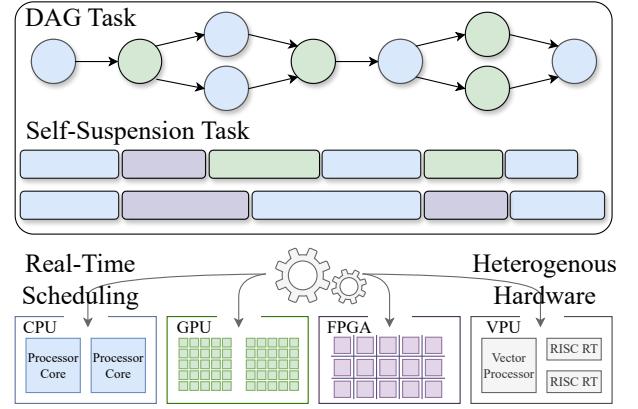 DAG Task
Self-Suspension Task
Real-Time
Scheduling
Heterogenous
Hardware
CPU
Processor
Core
Processor
Core
GPU
FPGA
VPU
Vector
Processor
RISC RT
RISC RT